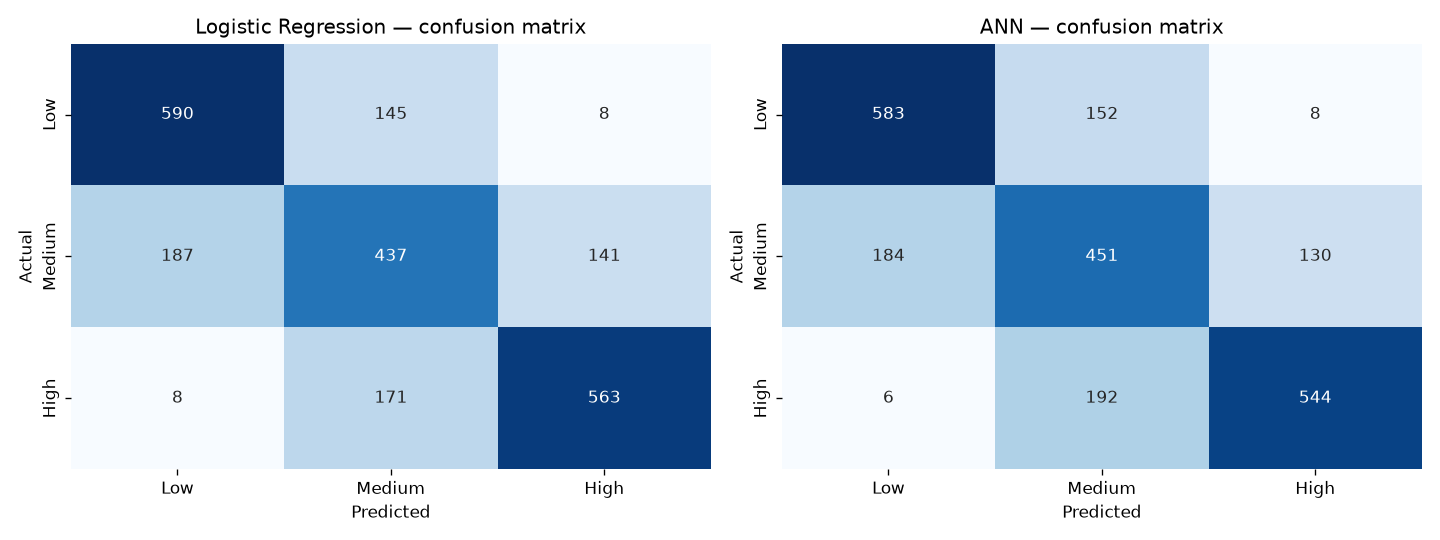 Logistic Regression — confusion matrix
Low
590
145
8
Actual
Medium
187
437
141
High
8
171
563
Low
Medium
High
Predicted
ANN — confusion matrix
Low
583
152
8
Actual
Medium
184
451
130
High
6
192
544
Low
Medium
High
Predicted